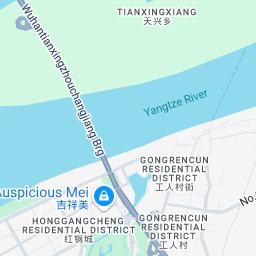 TIANXINGXIANG
天兴乡
Wuhantianxingzhouchangjiang Brg
Yangtze River
GONGRENCUN
RESIDENTIAL
DISTRICT
工人村街
No.
Auspicious Mei
吉祥美
HONGGANGCHENG
RESIDENTIAL DISTRICT
红钢城
GONGRENCUN
RESIDENTIAL
DISTRICT
工人村